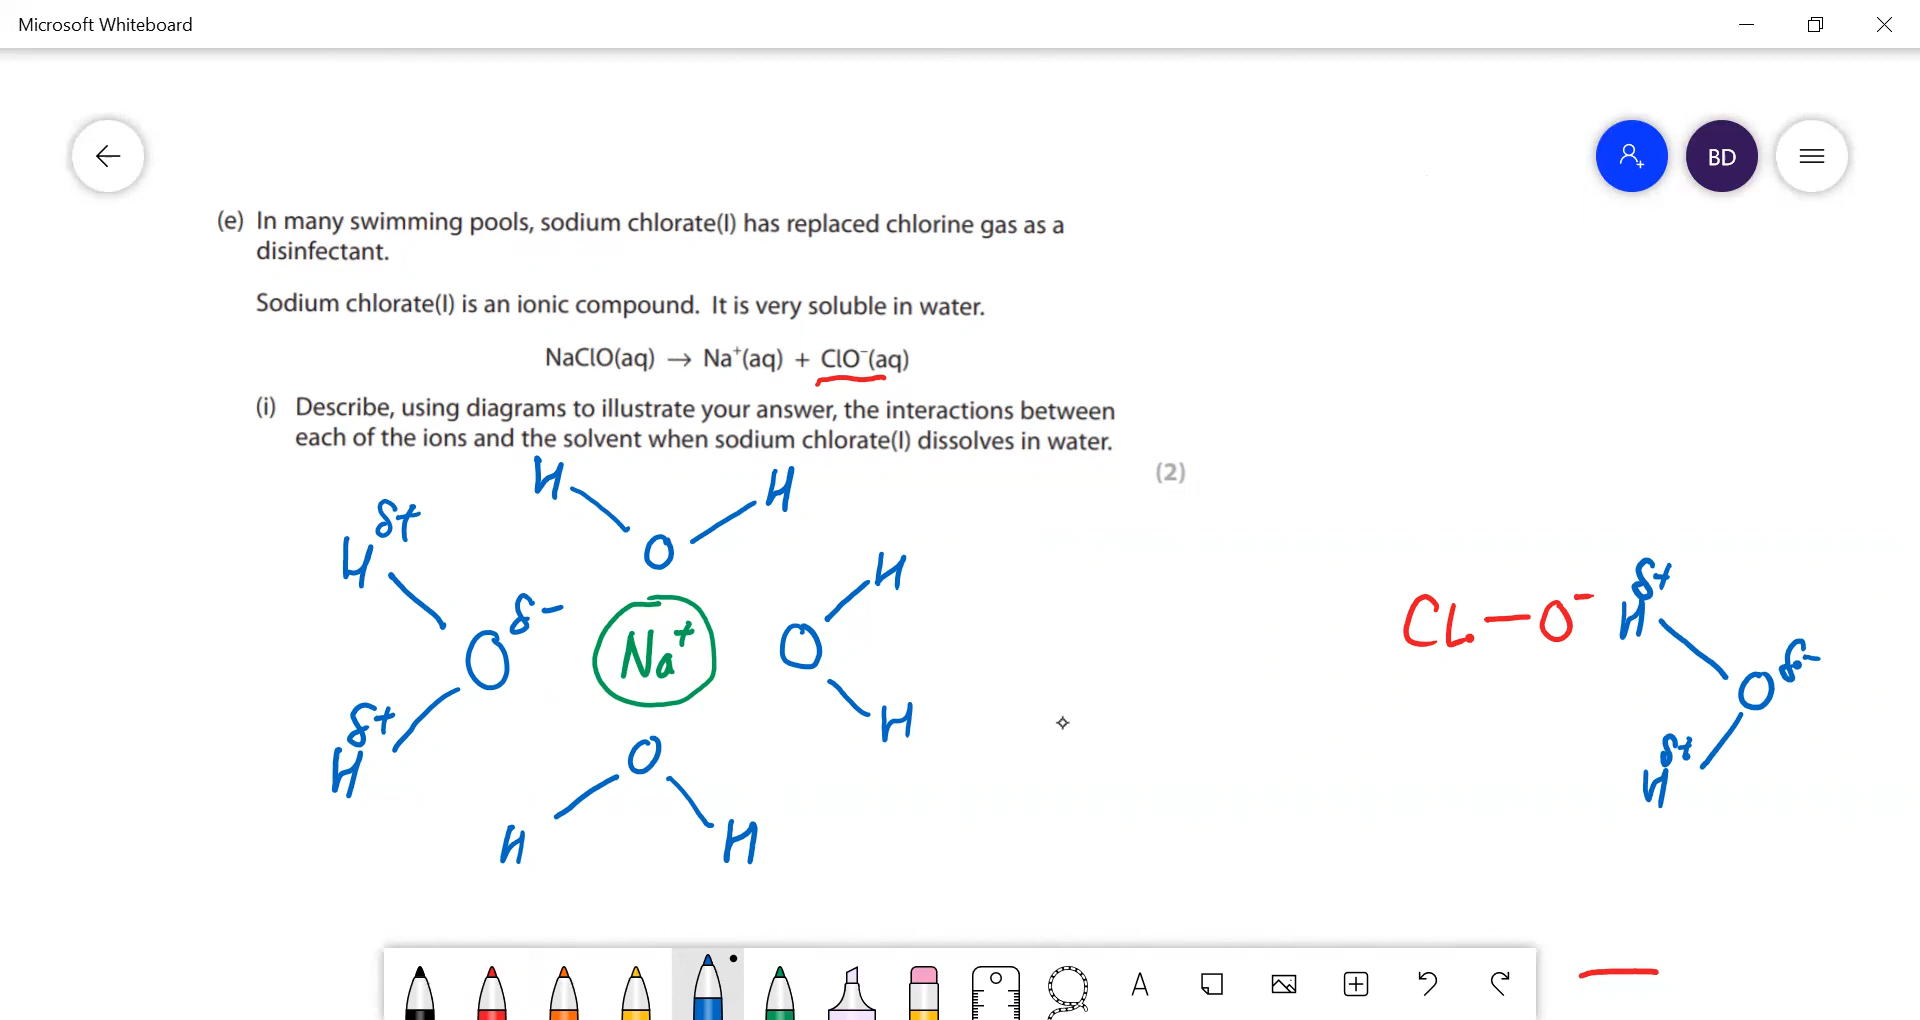 Microsoft Whiteboard
BD
(e) In many swimming pools, sodium chlorate(I) has replaced chlorine gas as a
disinfectant.
Sodium chlorate(I) is an ionic compound. It is very soluble in water.
NaClO(aq) → Na⁺(aq) + ClO⁻(aq)
(i) Describe, using diagrams to illustrate your answer, the interactions between
each of the ions and the solvent when sodium chlorate(I) dissolves in water.
(2)
H H
H δ+
O
H
δ-
O
Na⁺
O
H δ+
H
O
H H
Cl - O⁻
H δ+
O δ-
H δ+
A